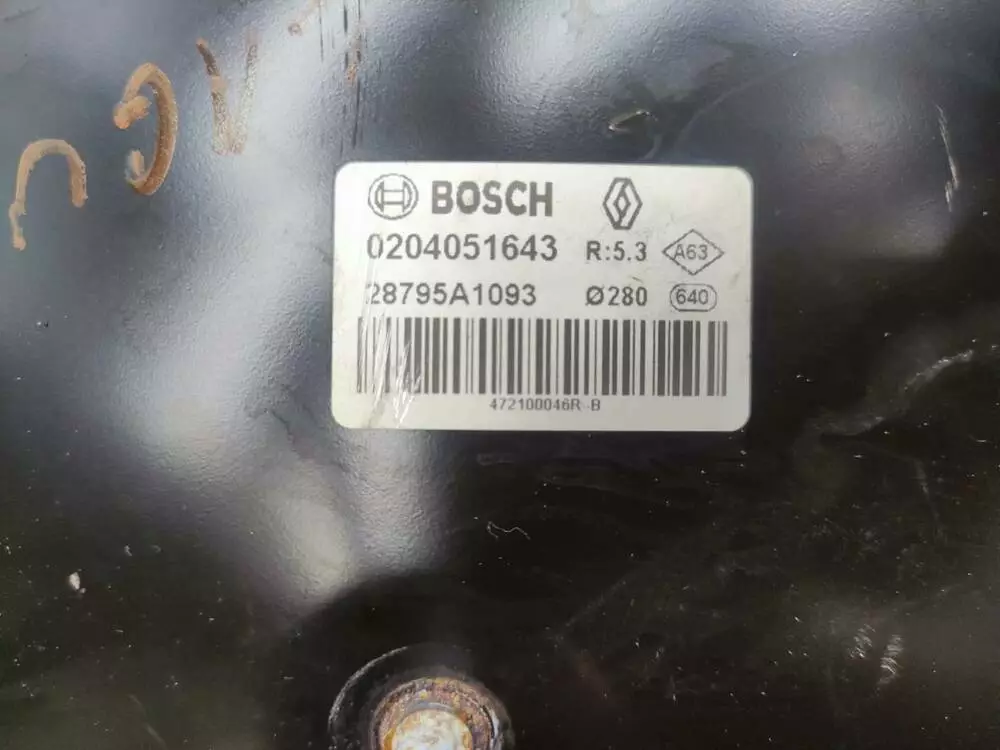 BOSCH
0204051643 R:5.3 A63
28795A1093 Ø280 640
472100046R--B